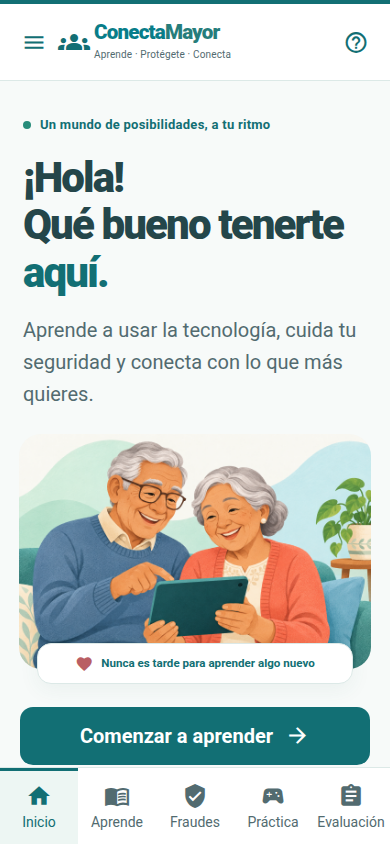 ConectaMayor
Aprende · Protégete · Conecta
Un mundo de posibilidades, a tu ritmo
¡Hola!
Qué bueno tenerte
aquí.
Aprende a usar la tecnología, cuida tu
seguridad y conecta con lo que más
quieres.
Nunca es tarde para aprender algo nuevo
Comenzar a aprender
Inicio
Aprende
Fraudes
Práctica
Evaluación